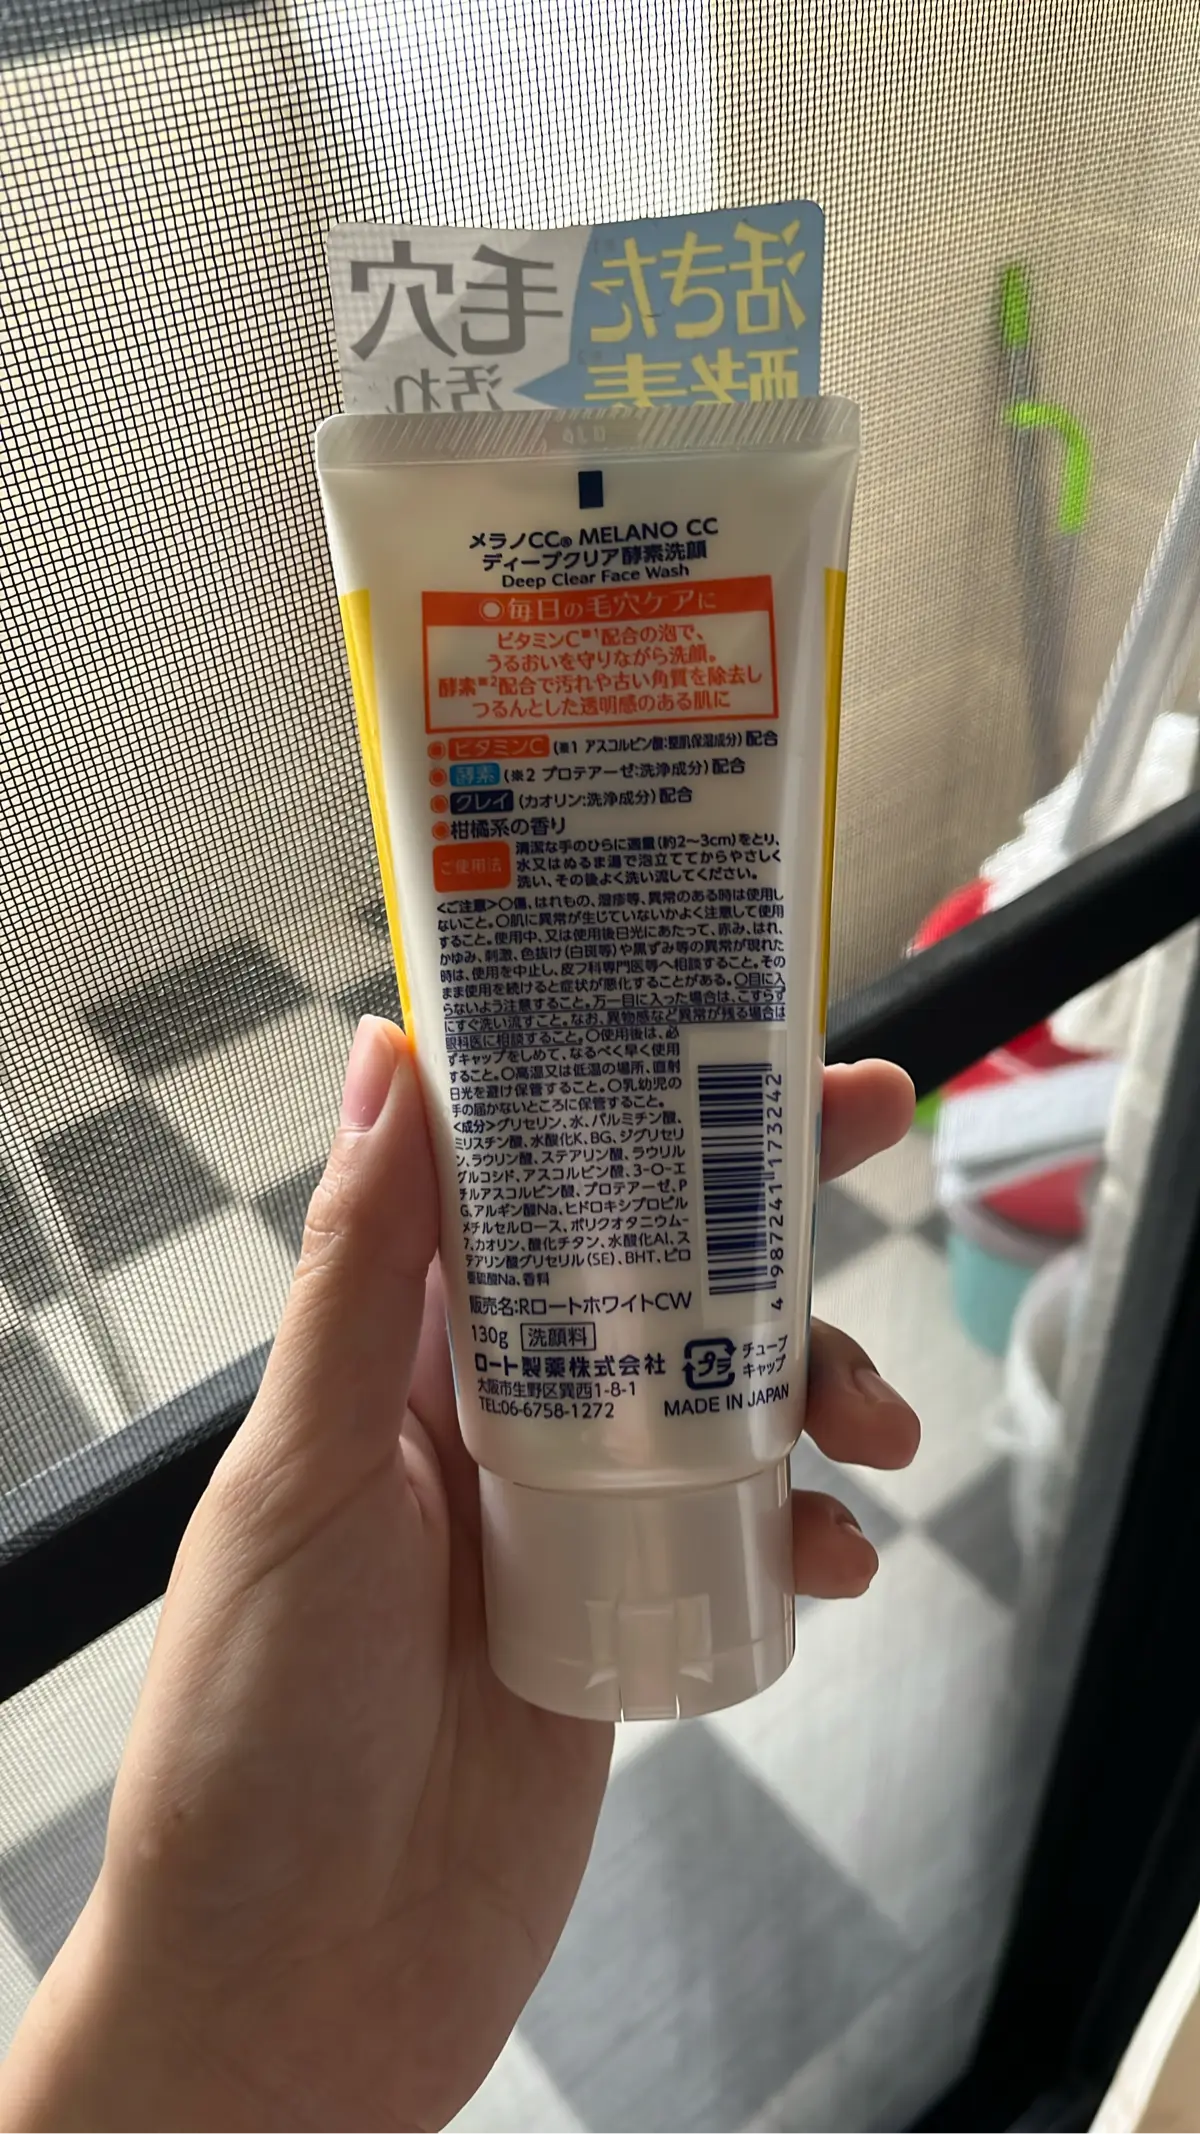 活きた
酵素
毛穴
汚れ
メラノCC® MELANO CC
ディープクリア酵素洗顔
Deep Clear Face Wash
毎日の毛穴ケアに
ビタミンC※1配合の泡で、
うるおいを守りながら洗顔。
酵素※2配合で汚れや古い角質を除去し
つるんとした透明感のある肌に
ビタミンC(※1 アスコルビン酸:整肌保湿成分)配合
酵素(※2 プロテアーゼ:洗浄成分)配合
クレイ(カオリン:洗浄成分)配合
柑橘系の香り
ご使用法
清潔な手のひらに適量(約2〜3cm)をとり、
水又はぬるま湯で泡立ててからやさしく
洗い、その後よく洗い流してください。
<ご注意>○傷、はれもの、湿疹等、異常のある時は使用し
ないこと。○肌に異常が生じていないかよく注意して使用
すること。使用中、又は使用後日光にあたって、赤み、はれ、
かゆみ、刺激、色抜け(白斑等)や黒ずみ等の異常が現れた
時は、使用を中止し、皮フ科専門医等へ相談すること。その
まま使用を続けると症状が悪化することがある。○目に入
らないよう注意すること。万一目に入った場合は、こすらず
にすぐ洗い流すこと。なお、異物感など異常が残る場合は
眼科医に相談すること。○使用後は、必
ずキャップをしめて、なるべく早く使用
すること。○高温又は低温の場所、直射
日光を避け保管すること。○乳幼児の
手の届かないところに保管すること。
<成分>グリセリン、水、パルミチン酸、
ミリスチン酸、水酸化K、BG、ジグリセリ
ン、ラウリン酸、ステアリン酸、ラウリル
グルコシド、アスコルビン酸、3-O-エ
チルアスコルビン酸、プロテアーゼ、P
G、アルギン酸Na、ヒドロキシプロピル
メチルセルロース、ポリクオタニウム-
7、カオリン、酸化チタン、水酸化Al、ス
テアリン酸グリセリル(SE)、BHT、ピロ
亜硫酸Na、香料
販売名:RロートホワイトCW
130g 洗顔料
ロート製薬株式会社
大阪市生野区巽西1-8-1
TEL:06-6758-1272
4 987241 173242
プラ
チューブ
キャップ
MADE IN JAPAN